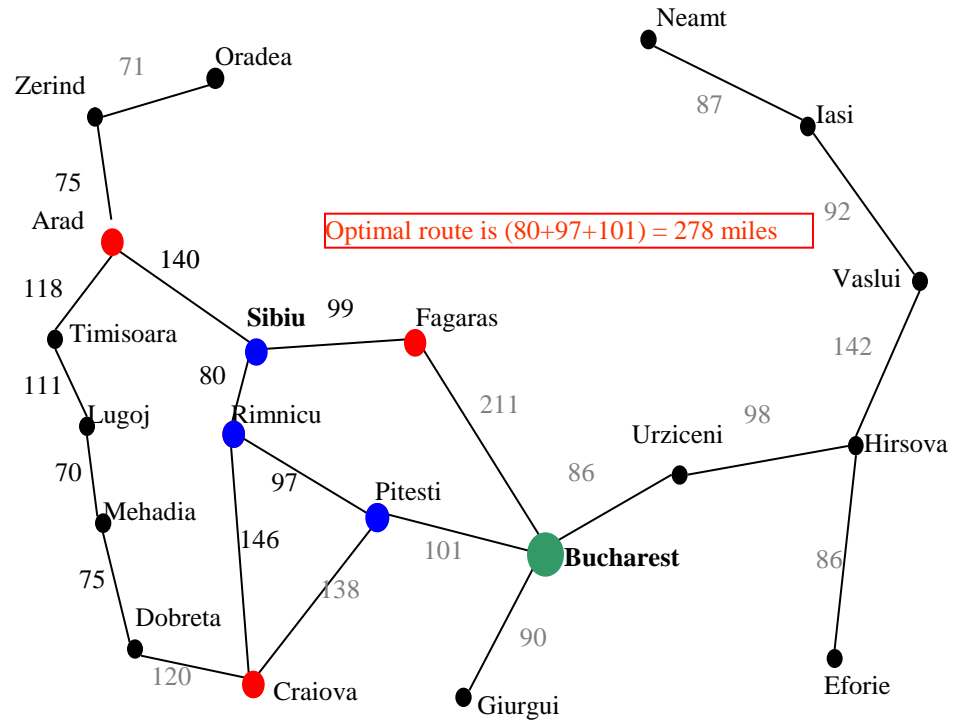 Neamt
Oradea
71
Zerind
87
Iasi
75
Arad
92
Optimal route is (80+97+101) = 278 miles
140
Vaslui
118
99
Fagaras
Sibiu
Timisoara
142
80
111
211
Lugoj
Rimnicu
98
Urziceni
Hirsova
70
97
86
Pitesti
Mehadia
146
101
Bucharest
86
75
138
Dobreta
90
120
Craiova
Eforie
Giurgui